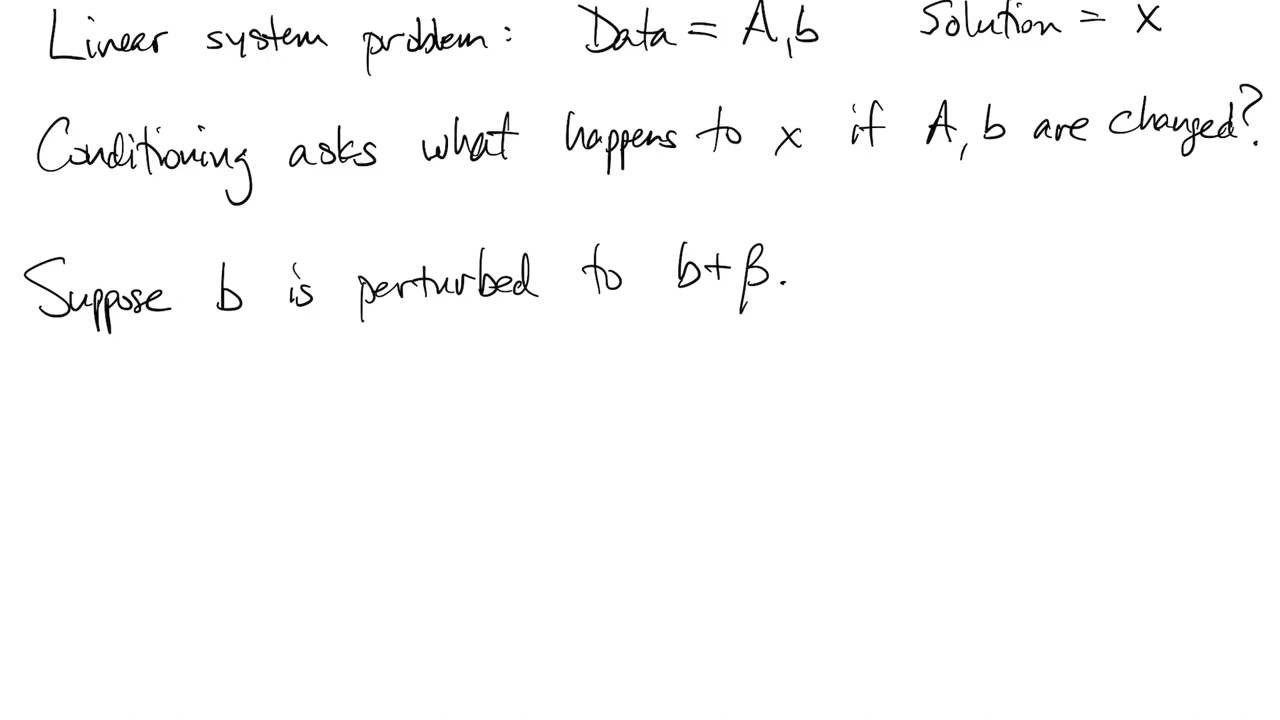 Linear system problem: Data = A, b Solution = x
Conditioning asks what happens to x if A, b are changed?
Suppose b is perturbed to b+β.